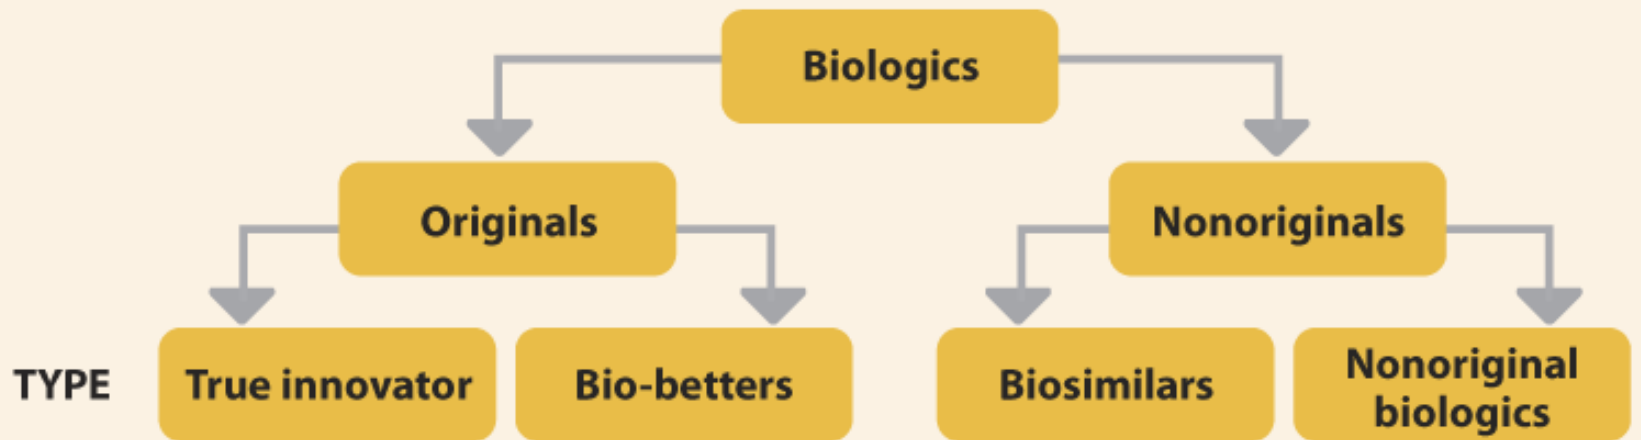 Biologics
Originals
Nonoriginals
TYPE
True innovator
Bio-betters
Biosimilars
Nonoriginal
biologics